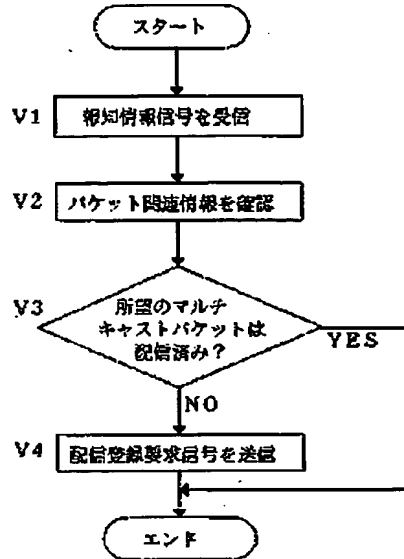 スタート
V1 報知情報信号を受信
V2 パケット関連情報を確認
V3 所望のマルチ
キャストパケットは
配信済み?
YES
NO
V4 配信登録要求信号を送信
エンド